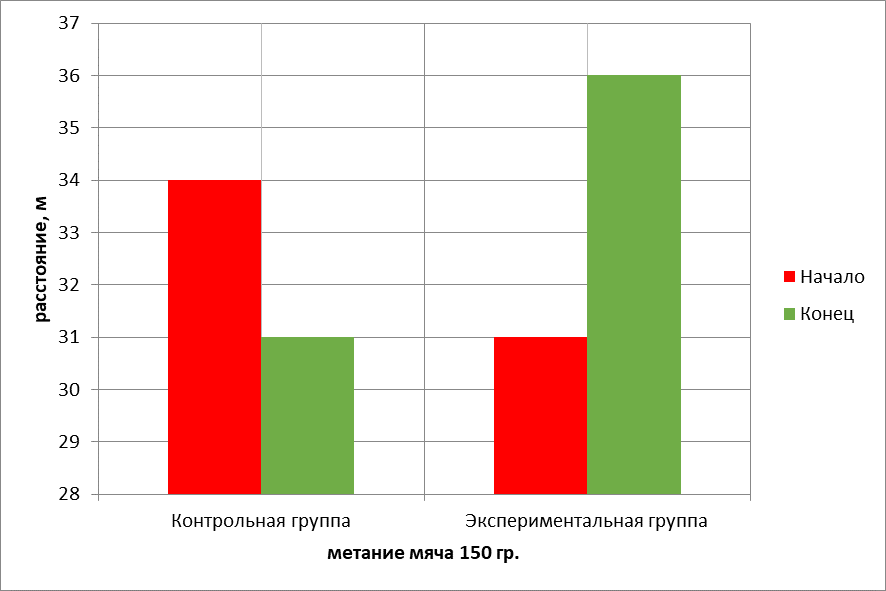 37
36
35
34
33
32
31
30
29
28
расстояние, м
Контрольная группа
Экспериментальная группа
метание мяча 150 гр.
Начало
Конец